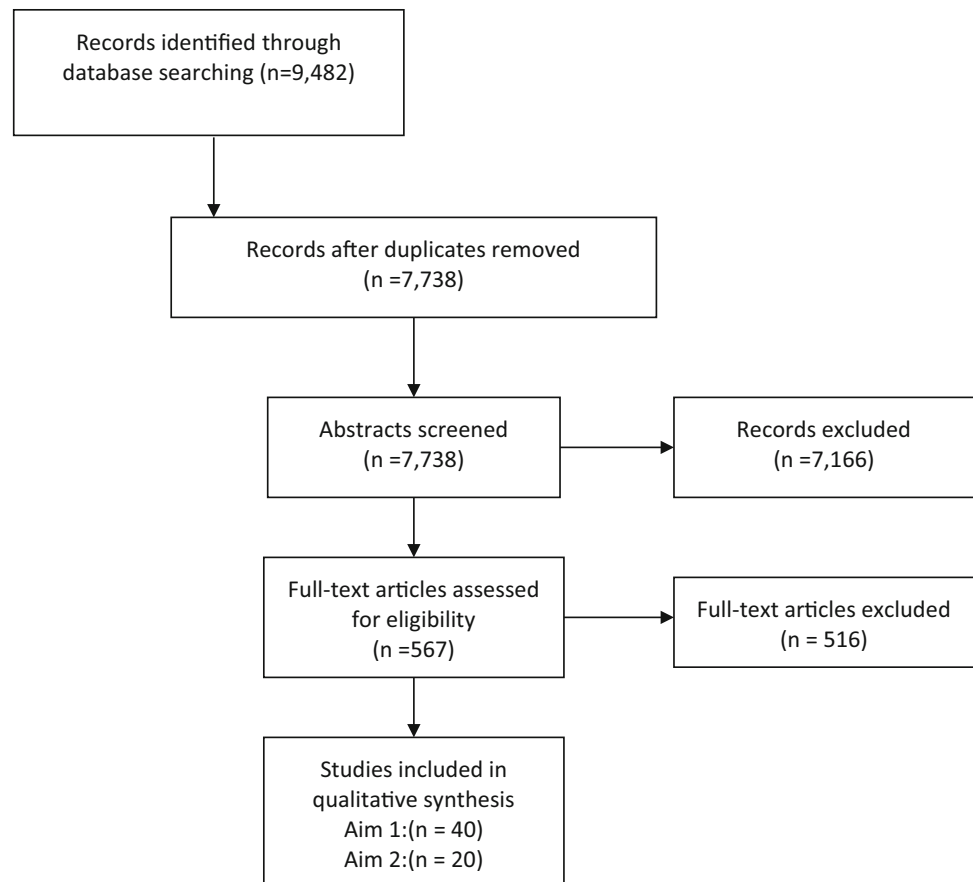 Records identified through
database searching (n=9,482)
Records after duplicates removed
(n =7,738)
Abstracts screened
(n =7,738)
Records excluded
(n =7,166)
Full-text articles assessed
for eligibility
(n =567)
Full-text articles excluded
(n = 516)
Studies included in
qualitative synthesis
Aim 1:(n = 40)
Aim 2:(n = 20)